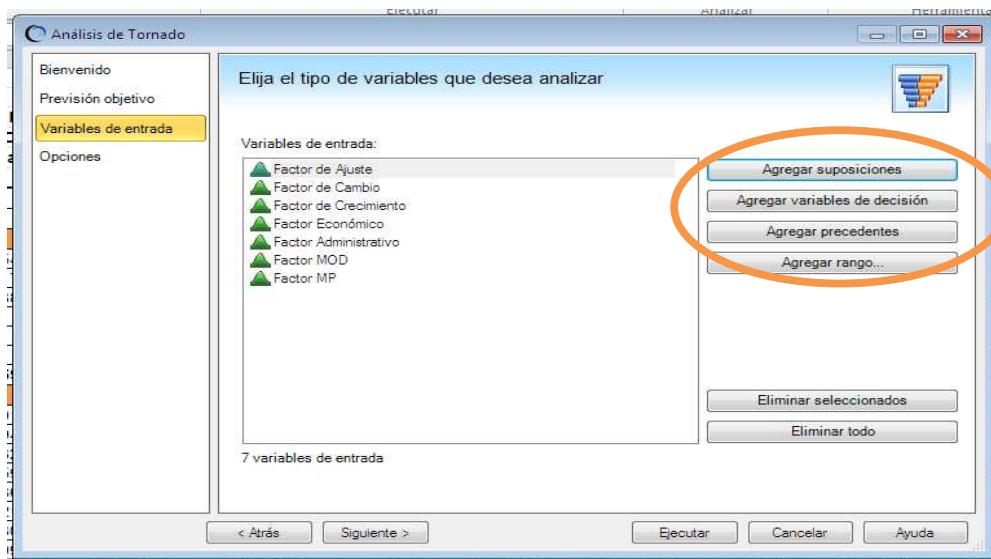 Ejecutar Analizar Herramienta
Análisis de Tornado
Bienvenido
Previsión objetivo
Variables de entrada
Opciones
Elija el tipo de variables que desea analizar
Variables de entrada:
Factor de Ajuste
Factor de Cambio
Factor de Crecimiento
Factor Económico
Factor Administrativo
Factor MOD
Factor MP
7 variables de entrada
Agregar suposiciones
Agregar variables de decisión
Agregar precedentes
Agregar rango...
Eliminar seleccionados
Eliminar todo
< Atrás Siguiente > Ejecutar Cancelar Ayuda